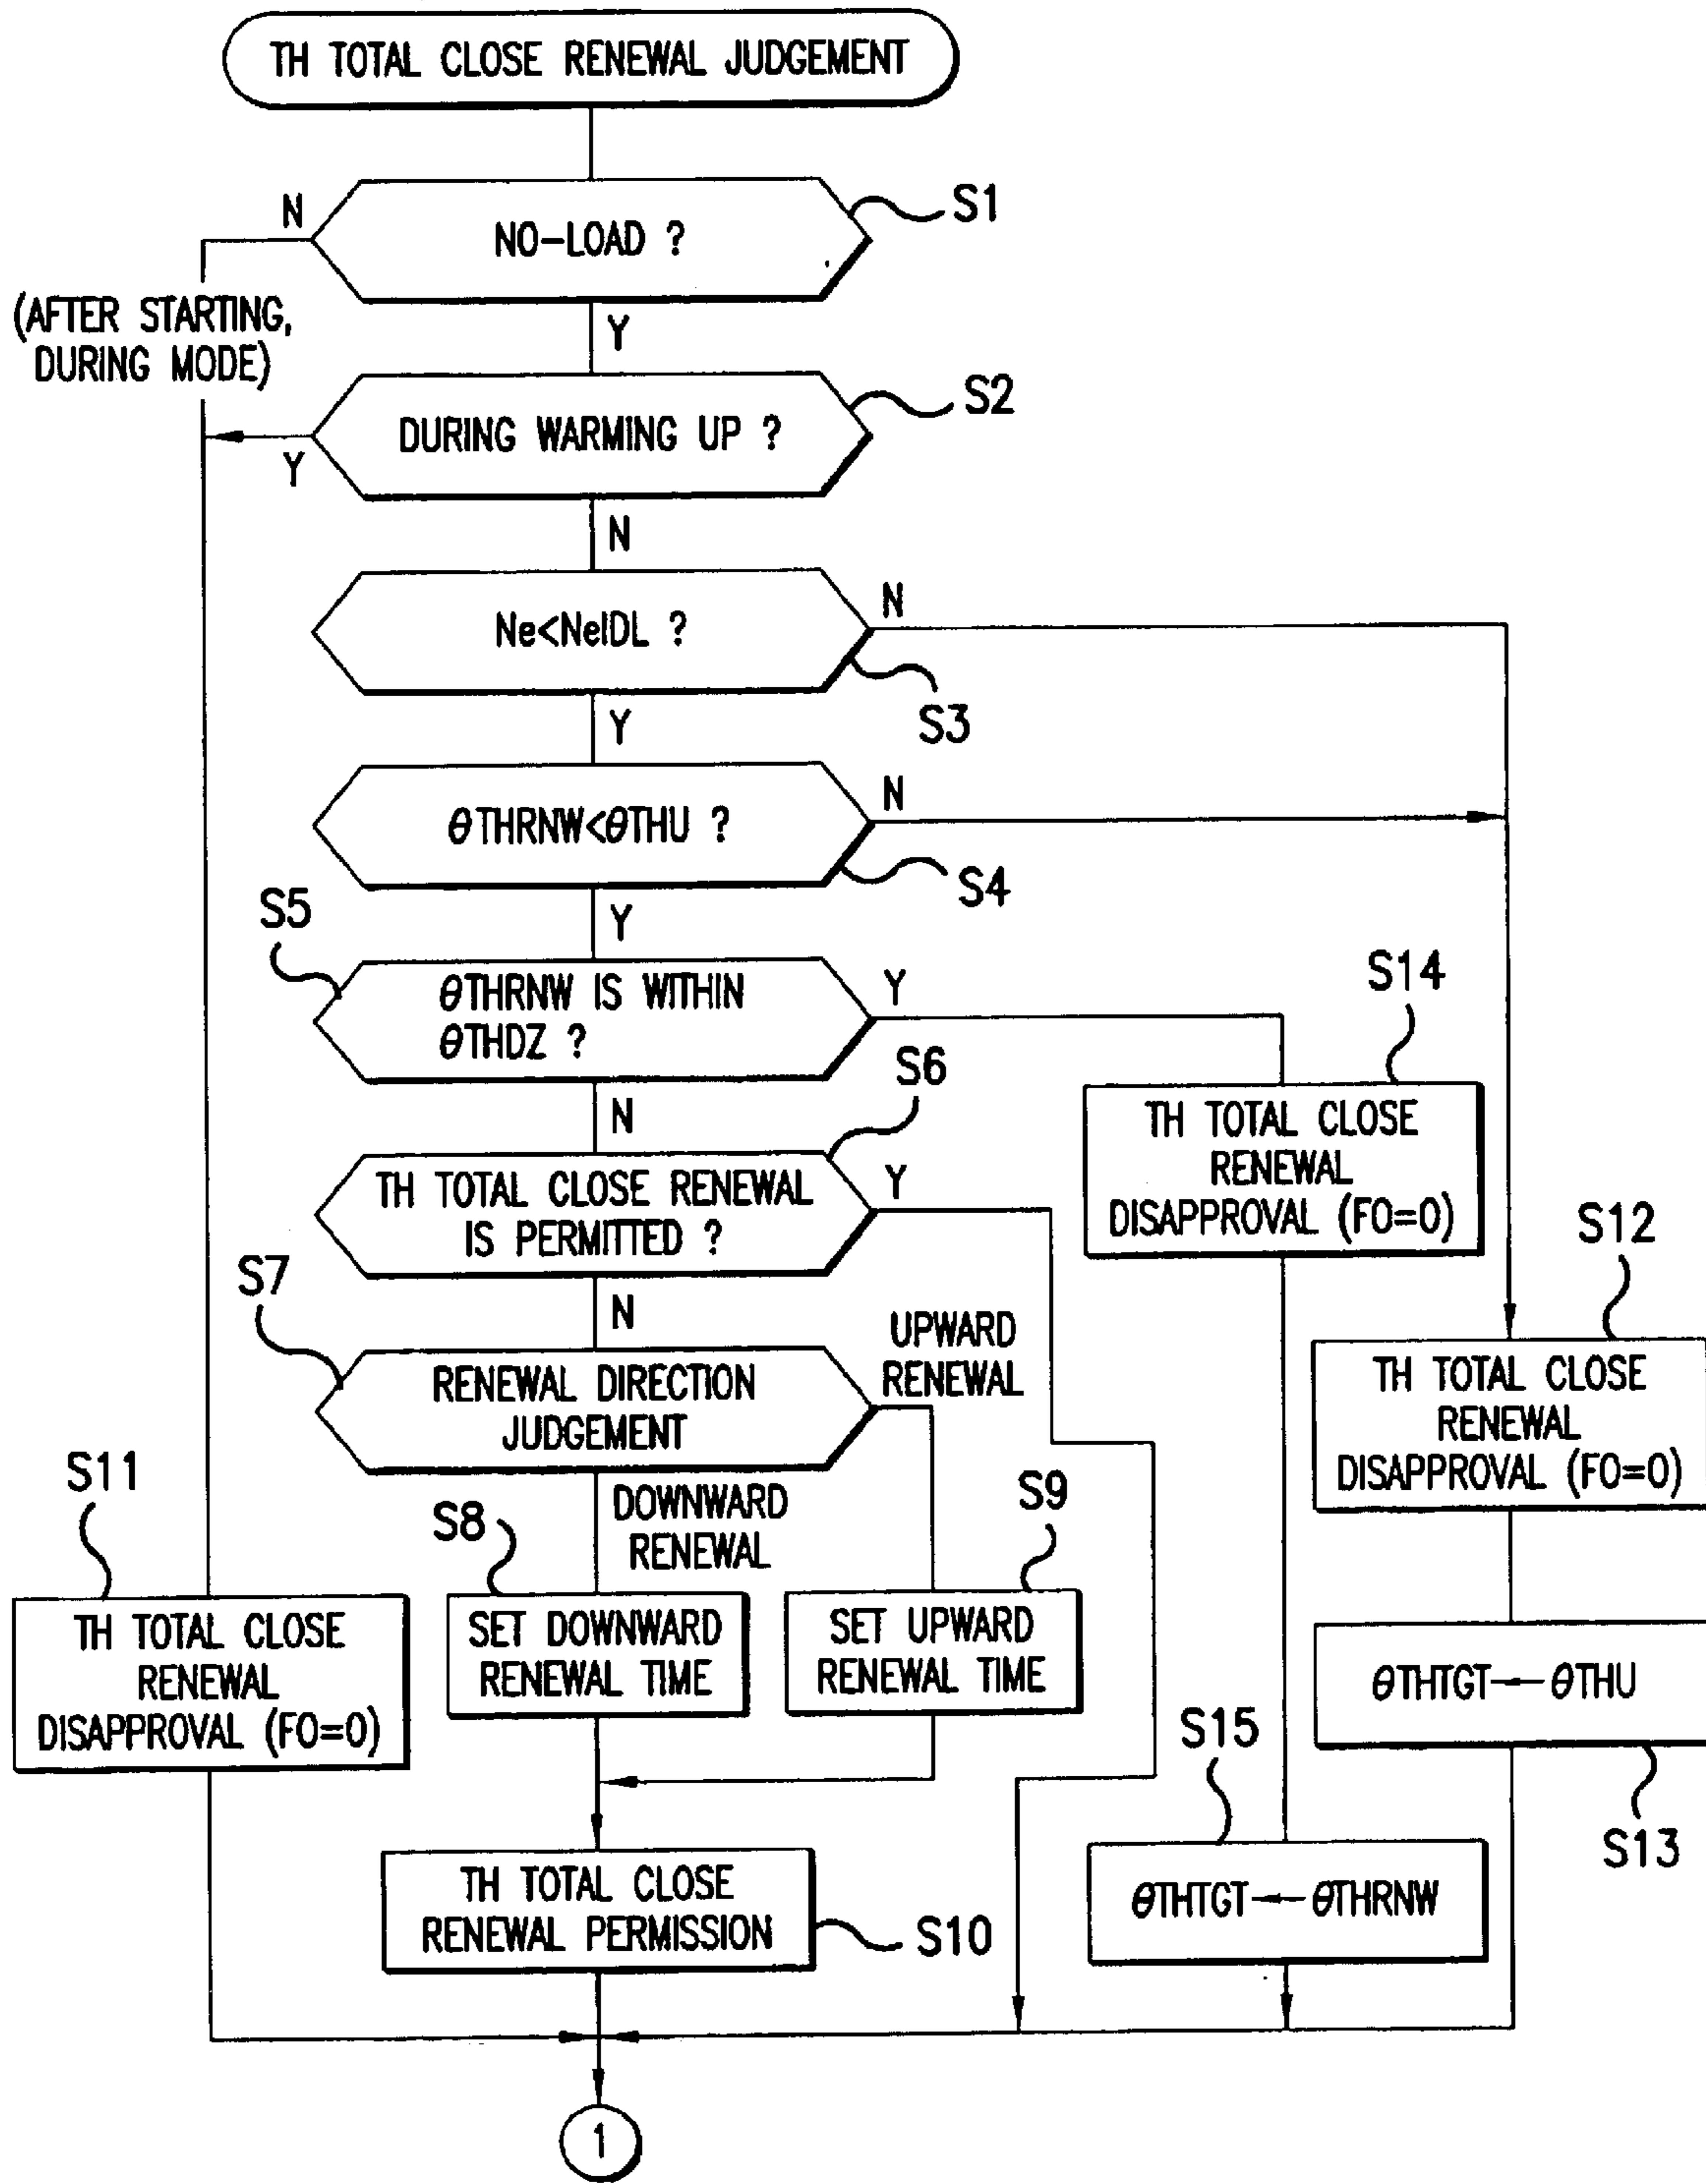 TH TOTAL CLOSE RENEWAL JUDGEMENT
N
NO-LOAD ?
S1
(AFTER STARTING,
DURING MODE)
Y
DURING WARMING UP ?
S2
Y
N
Ne<NeIDL ?
N
S3
Y
θTHRNW<θTHU ?
N
S4
Y
S5
θTHRNW IS WITHIN
θTHDZ ?
Y
S14
N
S6
TH TOTAL CLOSE
RENEWAL
DISAPPROVAL (F0=0)
TH TOTAL CLOSE RENEWAL
IS PERMITTED ?
Y
S12
S7
N
UPWARD
RENEWAL
RENEWAL DIRECTION
JUDGEMENT
TH TOTAL CLOSE
RENEWAL
DISAPPROVAL (F0=0)
S11
S8
DOWNWARD
RENEWAL
S9
TH TOTAL CLOSE
RENEWAL
DISAPPROVAL (F0=0)
SET DOWNWARD
RENEWAL TIME
SET UPWARD
RENEWAL TIME
θTHTGT←θTHU
S15
S13
TH TOTAL CLOSE
RENEWAL PERMISSION
S10
θTHTGT←θTHRNW
1